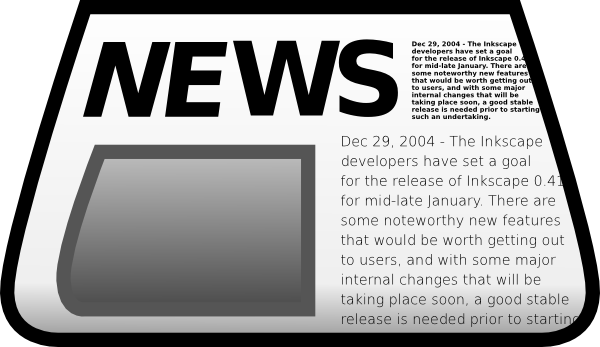 NEWS
Dec 29, 2004 - The Inkscape
developers have set a goal
for the release of Inkscape 0.4
for mid-late January. There are
some noteworthy new features
that would be worth getting out
to users, and with some major
internal changes that will be
taking place soon, a good stable
release is needed prior to starting
such an undertaking.
Dec 29, 2004 - The Inkscape
developers have set a goal
for the release of Inkscape 0.41
for mid-late January. There are
some noteworthy new features
that would be worth getting out
to users, and with some major
internal changes that will be
taking place soon, a good stable
release is needed prior to starting